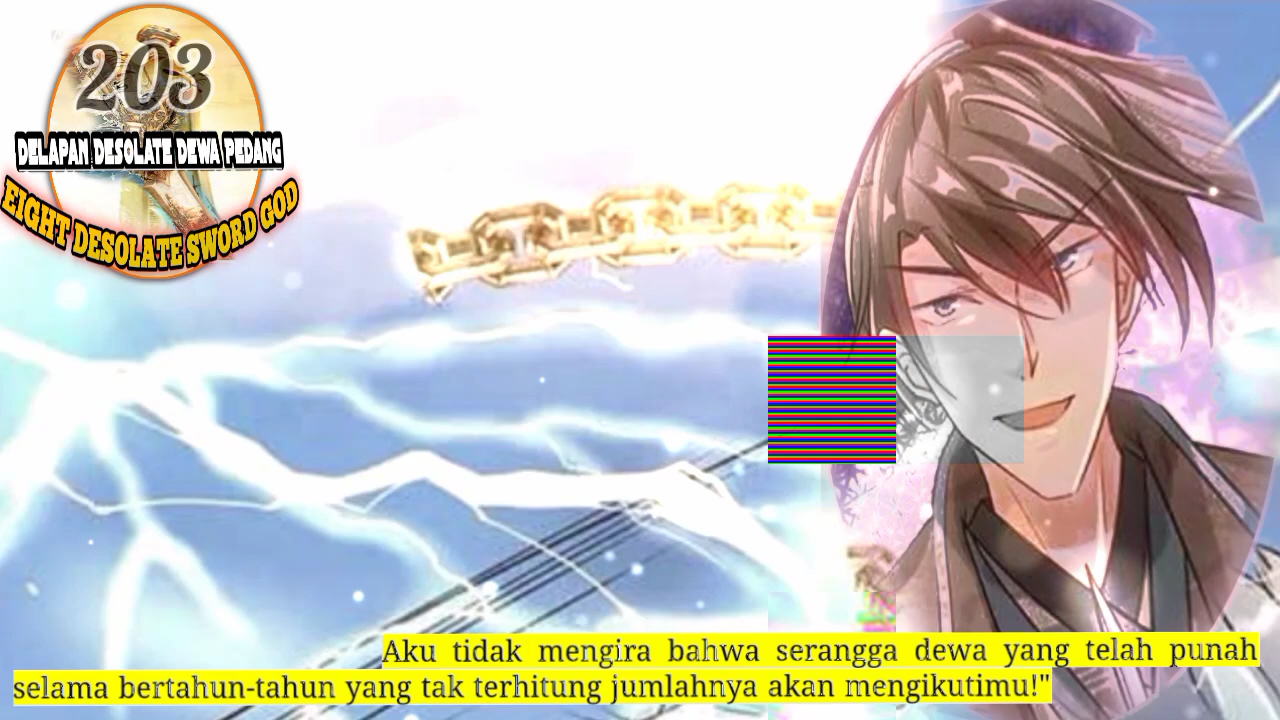 203
DELAPAN DESOLATE DEWA PEDANG
EIGHT DESOLATE SWORD GOD
Aku tidak mengira bahwa serangga dewa yang telah punah
selama bertahun-tahun yang tak terhitung jumlahnya akan mengikutimu!"